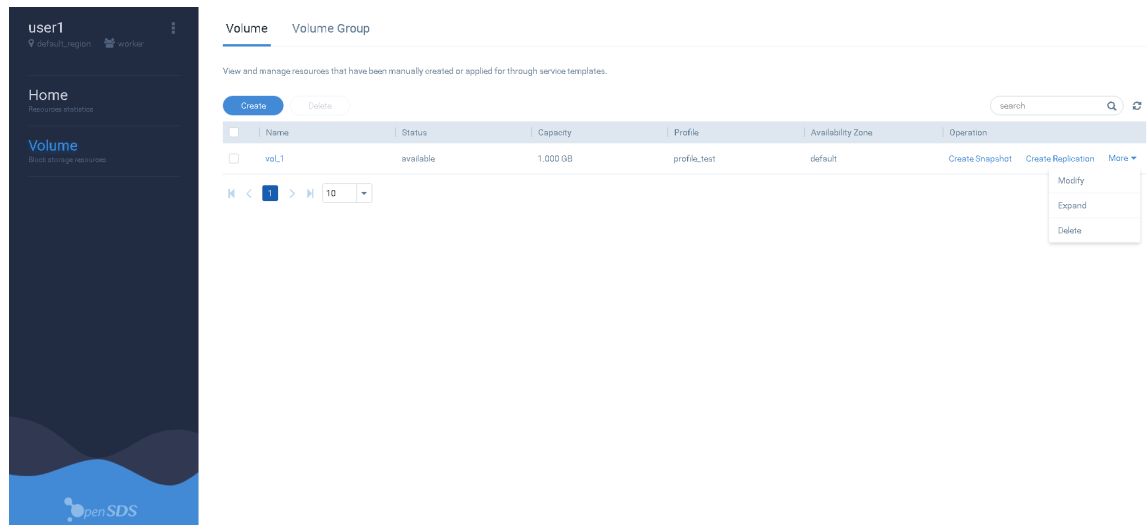 user1
default_region worker
Home
Resources statistics
Volume
Block storage resources
OpenSDS
Volume Volume Group
View and manage resources that have been manually created or applied for through service templates.
Create Delete search
Name Status Capacity Profile Availability Zone Operation
vol_1 available 1.000 GB profile_test default Create Snapshot Create Replication More
1 10
Modify
Expand
Delete